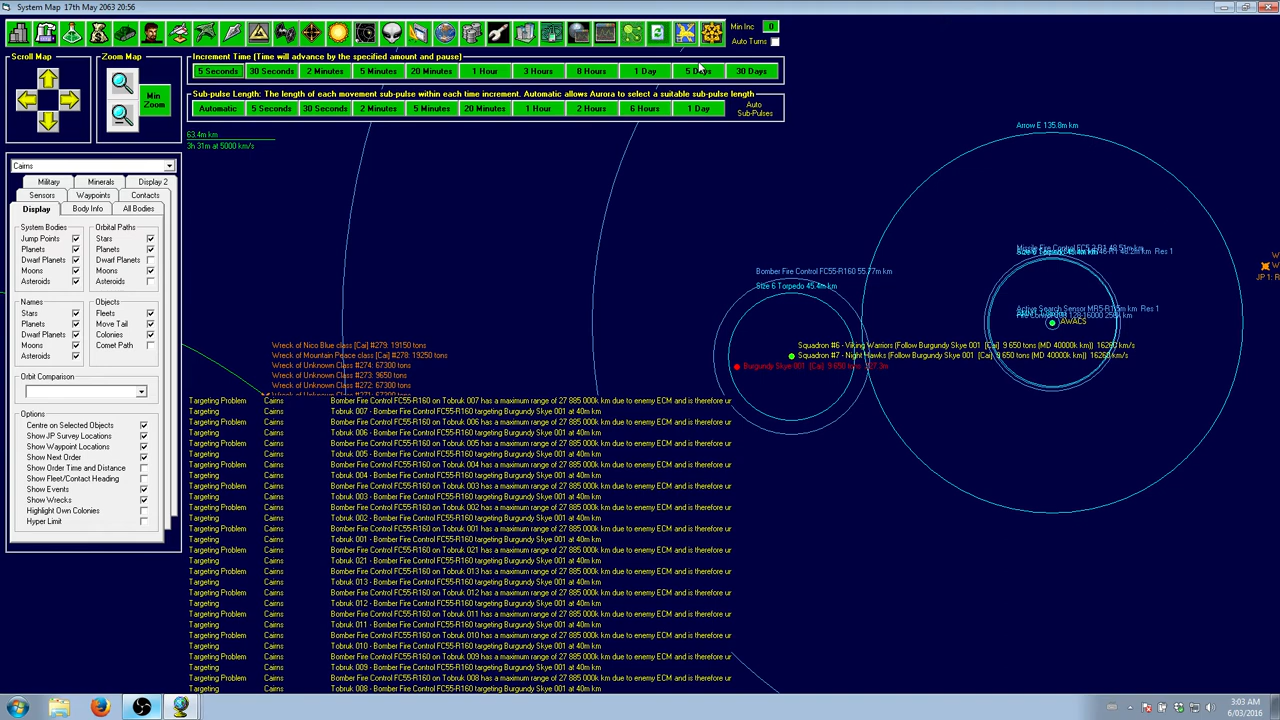 System Map 17th May 2063 20:56
Min Inc 0
Auto Turns
Scroll Map
Zoom Map
Min Zoom
Increment Time [Time will advance by the specified amount and pause]
5 Seconds 30 Seconds 2 Minutes 5 Minutes 20 Minutes 1 Hour 3 Hours 8 Hours 1 Day 5 Days 30 Days
Sub-pulse Length: The length of each movement sub-pulse within each time increment. Automatic allows Aurora to select a suitable sub-pulse length
Automatic 5 Seconds 30 Seconds 2 Minutes 5 Minutes 20 Minutes 1 Hour 2 Hours 6 Hours 1 Day Auto Sub-Pulses
63.4m km
3h 31m at 5000 km/s
Cairns
Military Minerals Display 2
Sensors Waypoints Contacts
Display Body Info All Bodies
System Bodies
Jump Points
Planets
Dwarf Planets
Moons
Asteroids
Orbital Paths
Stars
Planets
Dwarf Planets
Moons
Asteroids
Names
Stars
Planets
Dwarf Planets
Moons
Asteroids
Objects
Fleets
Move Tail
Colonies
Comet Path
Orbit Comparison
Options
Centre on Selected Objects
Show JP Survey Locations
Show Waypoint Locations
Show Next Order
Show Order Time and Distance
Show Fleet/Contact Heading
Show Events
Show Wrecks
Highlight Own Colonies
Hyper Limit
Arrow E 135.8m km
Bomber Fire Control FC55-R160 55.77m km
Size 6 Torpedo 45.4m km
Res 1
Active Search Sensor MR5-R1
Res 1
AWACS
JP 1:
Squadron #6 - Viking Warriors (Follow Burgundy Skye 001 [Cai] 9 650 tons (MD 40000k km)) 16260 km/s
Squadron #7 - Night Hawks (Follow Burgundy Skye 001 [Cai] 9 650 tons (MD 40000k km)) 16260 km/s
Burgundy Skye 001 [Cai] 9 650 tons
Wreck of Nico Blue class [Cai] #279: 19150 tons
Wreck of Mountain Peace class [Cai] #278: 19250 tons
Wreck of Unknown Class #274: 67300 tons
Wreck of Unknown Class #273: 9650 tons
Wreck of Unknown Class #272: 67300 tons
Targeting Problem Cairns Bomber Fire Control FC55-R160 on Tobruk 007 has a maximum range of 27 885 000k km due to enemy ECM and is therefore ur
Targeting Cairns Tobruk 007 - Bomber Fire Control FC55-R160 targeting Burgundy Skye 001 at 40m km
Targeting Problem Cairns Bomber Fire Control FC55-R160 on Tobruk 006 has a maximum range of 27 885 000k km due to enemy ECM and is therefore ur
Targeting Cairns Tobruk 006 - Bomber Fire Control FC55-R160 targeting Burgundy Skye 001 at 40m km
Targeting Problem Cairns Bomber Fire Control FC55-R160 on Tobruk 005 has a maximum range of 27 885 000k km due to enemy ECM and is therefore ur
Targeting Cairns Tobruk 005 - Bomber Fire Control FC55-R160 targeting Burgundy Skye 001 at 40m km
Targeting Problem Cairns Bomber Fire Control FC55-R160 on Tobruk 004 has a maximum range of 27 885 000k km due to enemy ECM and is therefore ur
Targeting Cairns Tobruk 004 - Bomber Fire Control FC55-R160 targeting Burgundy Skye 001 at 40m km
Targeting Problem Cairns Bomber Fire Control FC55-R160 on Tobruk 003 has a maximum range of 27 885 000k km due to enemy ECM and is therefore ur
Targeting Cairns Tobruk 003 - Bomber Fire Control FC55-R160 targeting Burgundy Skye 001 at 40m km
Targeting Problem Cairns Bomber Fire Control FC55-R160 on Tobruk 002 has a maximum range of 27 885 000k km due to enemy ECM and is therefore ur
Targeting Cairns Tobruk 002 - Bomber Fire Control FC55-R160 targeting Burgundy Skye 001 at 40m km
Targeting Problem Cairns Bomber Fire Control FC55-R160 on Tobruk 001 has a maximum range of 27 885 000k km due to enemy ECM and is therefore ur
Targeting Cairns Tobruk 001 - Bomber Fire Control FC55-R160 targeting Burgundy Skye 001 at 40m km
Targeting Problem Cairns Bomber Fire Control FC55-R160 on Tobruk 021 has a maximum range of 27 885 000k km due to enemy ECM and is therefore ur
Targeting Cairns Tobruk 021 - Bomber Fire Control FC55-R160 targeting Burgundy Skye 001 at 40m km
Targeting Problem Cairns Bomber Fire Control FC55-R160 on Tobruk 013 has a maximum range of 27 885 000k km due to enemy ECM and is therefore ur
Targeting Cairns Tobruk 013 - Bomber Fire Control FC55-R160 targeting Burgundy Skye 001 at 40m km
Targeting Problem Cairns Bomber Fire Control FC55-R160 on Tobruk 012 has a maximum range of 27 885 000k km due to enemy ECM and is therefore ur
Targeting Cairns Tobruk 012 - Bomber Fire Control FC55-R160 targeting Burgundy Skye 001 at 40m km
Targeting Problem Cairns Bomber Fire Control FC55-R160 on Tobruk 011 has a maximum range of 27 885 000k km due to enemy ECM and is therefore ur
Targeting Cairns Tobruk 011 - Bomber Fire Control FC55-R160 targeting Burgundy Skye 001 at 40m km
Targeting Problem Cairns Bomber Fire Control FC55-R160 on Tobruk 010 has a maximum range of 27 885 000k km due to enemy ECM and is therefore ur
Targeting Cairns Tobruk 010 - Bomber Fire Control FC55-R160 targeting Burgundy Skye 001 at 40m km
Targeting Problem Cairns Bomber Fire Control FC55-R160 on Tobruk 009 has a maximum range of 27 885 000k km due to enemy ECM and is therefore ur
Targeting Cairns Tobruk 009 - Bomber Fire Control FC55-R160 targeting Burgundy Skye 001 at 40m km
Targeting Problem Cairns Bomber Fire Control FC55-R160 on Tobruk 008 has a maximum range of 27 885 000k km due to enemy ECM and is therefore ur
Targeting Cairns Tobruk 008 - Bomber Fire Control FC55-R160 targeting Burgundy Skye 001 at 40m km
3:03 AM
6/03/2016